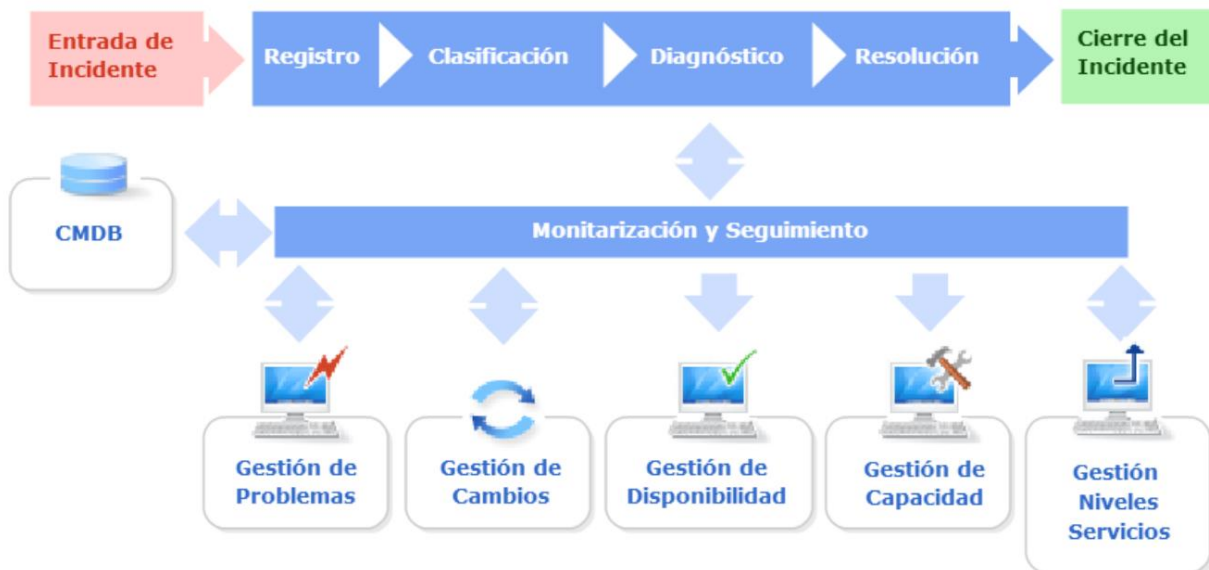 Entrada de
Incidente
Registro
Clasificación
Diagnóstico
Resolución
Cierre del
Incidente
CMDB
Monitarización y Seguimiento
Gestión de
Problemas
Gestión de
Cambios
Gestión de
Disponibilidad
Gestión de
Capacidad
Gestión
Niveles
Servicios